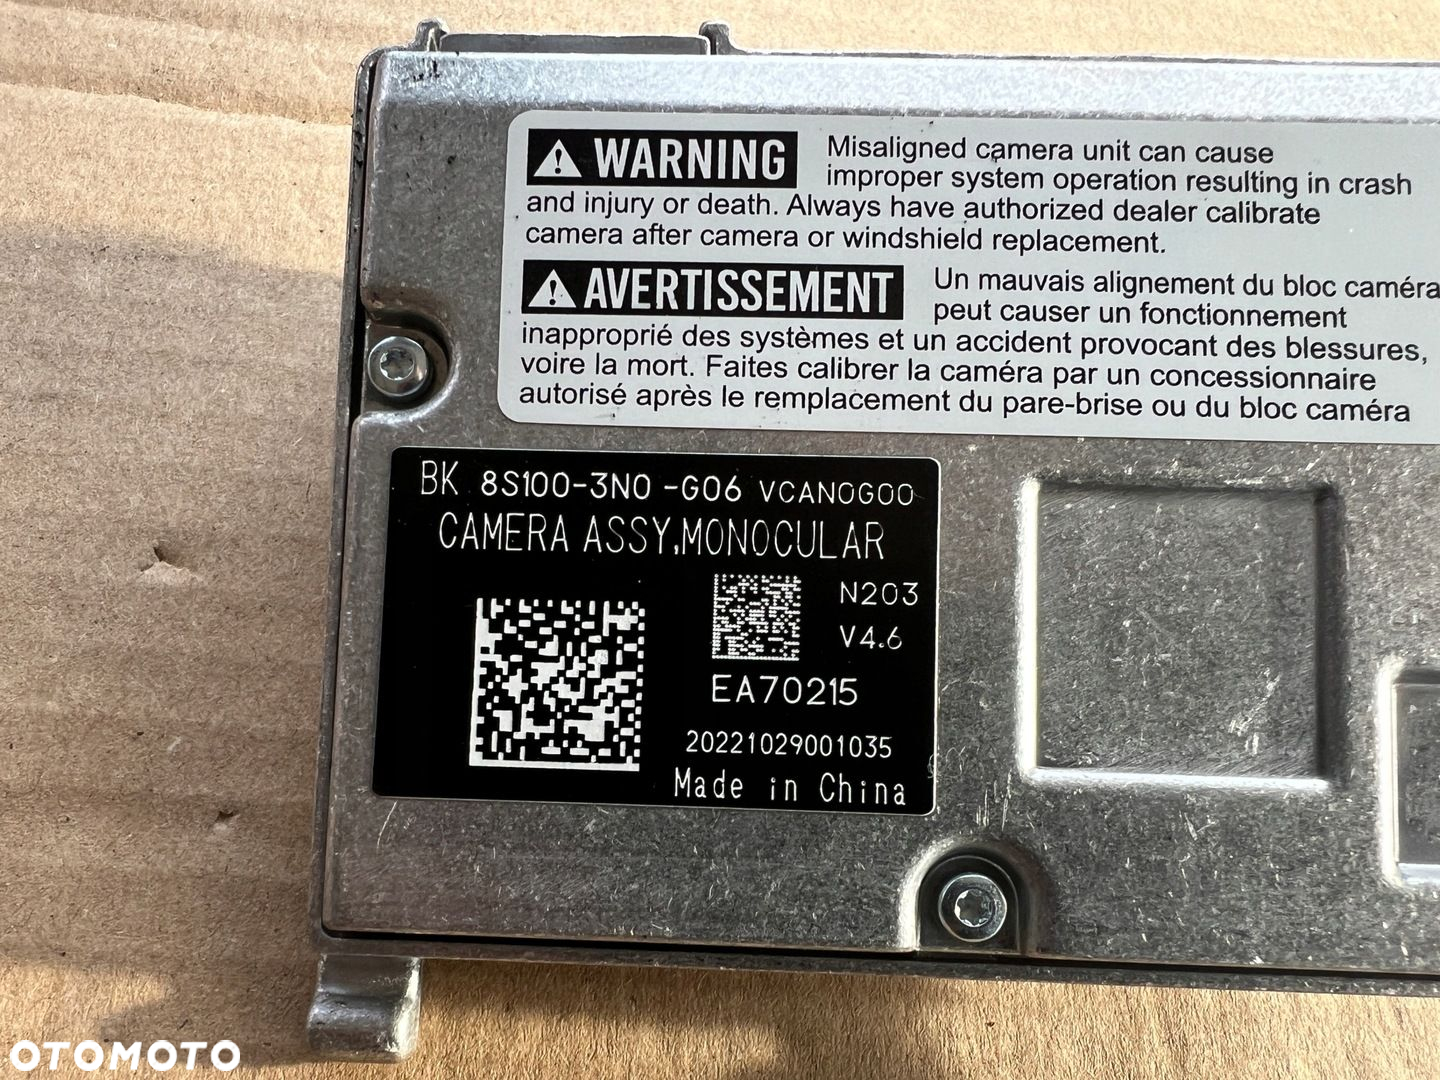 WARNING Misaligned camera unit can cause
improper system operation resulting in crash
and injury or death. Always have authorized dealer calibrate
camera after camera or windshield replacement.
AVERTISSEMENT Un mauvais alignement du bloc caméra
peut causer un fonctionnement
inapproprié des systèmes et un accident provocant des blessures,
voire la mort. Faites calibrer la caméra par un concessionnaire
autorisé après le remplacement du pare-brise ou du bloc caméra
BK 8S100-3N0 -G06 VCAN0G00
CAMERA ASSY,MONOCULAR
N203
V4.6
EA70215
20221029001035
Made in China
OTOMOTO